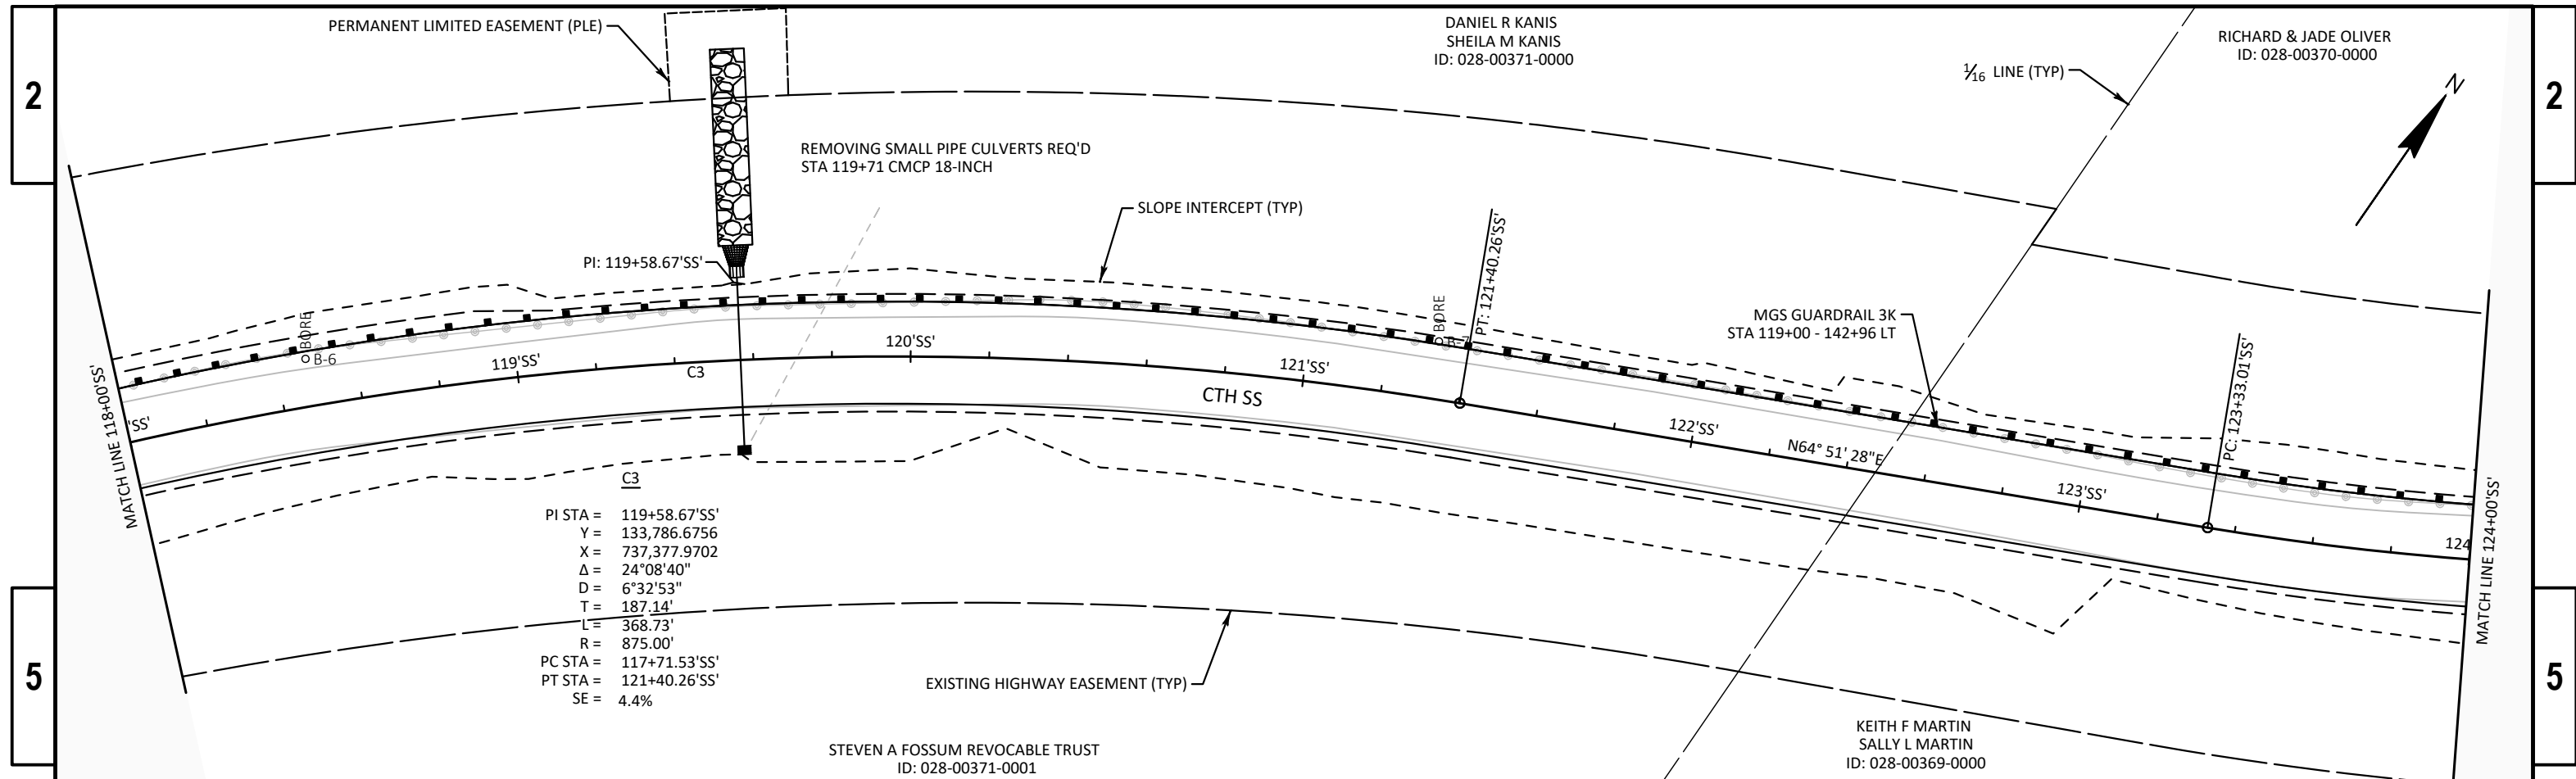 PERMANENT LIMITED EASEMENT (PLE)
DANIEL R KANIS
SHEILA M KANIS
ID: 028-00371-0000
RICHARD & JADE OLIVER
ID: 028-00370-0000
1/16 LINE (TYP)
N
2
2
REMOVING SMALL PIPE CULVERTS REQ'D
STA 119+71 CMCP 18-INCH
SLOPE INTERCEPT (TYP)
PI: 119+58.67'SS'
PT: 121+40.26'SS'
MGS GUARDRAIL 3K
STA 119+00 - 142+96 LT
BORE
B-6
BORE
B-7
PC: 123+33.01'SS'
MATCH LINE 118+00'SS'
'SS'
119'SS'
C3
120'SS'
121'SS'
CTH SS
122'SS'
N64° 51' 28"E
123'SS'
124
MATCH LINE 124+00'SS'
C3
PI STA = 119+58.67'SS'
Y = 133,786.6756
X = 737,377.9702
Δ = 24°08'40"
D = 6°32'53"
T = 187.14'
L = 368.73'
R = 875.00'
PC STA = 117+71.53'SS'
PT STA = 121+40.26'SS'
SE = 4.4%
5
5
EXISTING HIGHWAY EASEMENT (TYP)
STEVEN A FOSSUM REVOCABLE TRUST
ID: 028-00371-0001
KEITH F MARTIN
SALLY L MARTIN
ID: 028-00369-0000